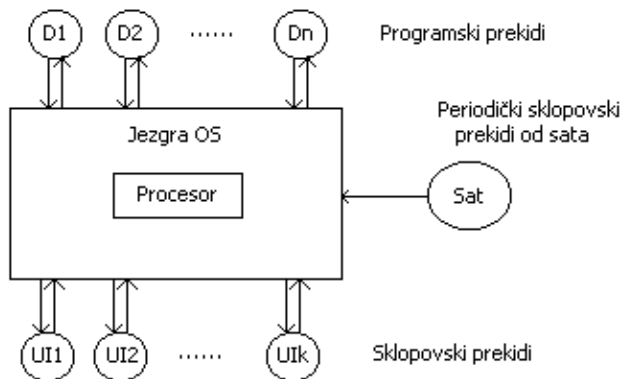 D1 D2 ...... Dn Programski prekidi
Periodički sklopovski
prekidi od sata
Jezgra OS
Procesor
Sat
UI1 UI2 ...... UIk Sklopovski prekidi